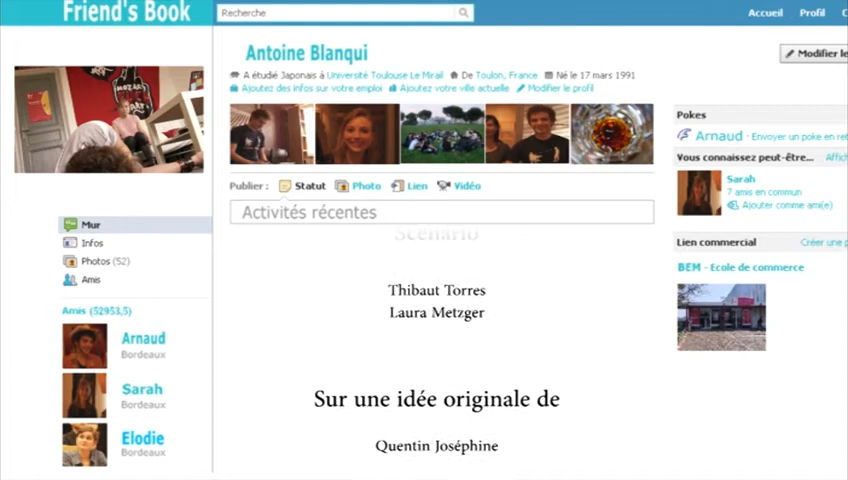 Friend's Book
Recherche
Accueil Profil
Antoine Blanqui
Modifier le
A étudié Japonais à Université Toulouse Le Mirail De Toulon, France Né le 17 mars 1991
Ajoutez des infos sur votre emploi Ajoutez votre ville actuelle Modifier le profil
Publier : Statut Photo Lien Vidéo
Activités récentes
Scénario
Thibaut Torres
Laura Metzger
Sur une idée originale de
Quentin Joséphine
Mur
Infos
Photos (52)
Amis
Amis (52953,5)
Arnaud
Bordeaux
Sarah
Bordeaux
Elodie
Bordeaux
Pokes
Arnaud · Envoyer un poke en ret
Vous connaissez peut-être... Affich
Sarah
7 amis en commun
Ajouter comme ami(e)
Lien commercial Créer une p
BEM - Ecole de commerce